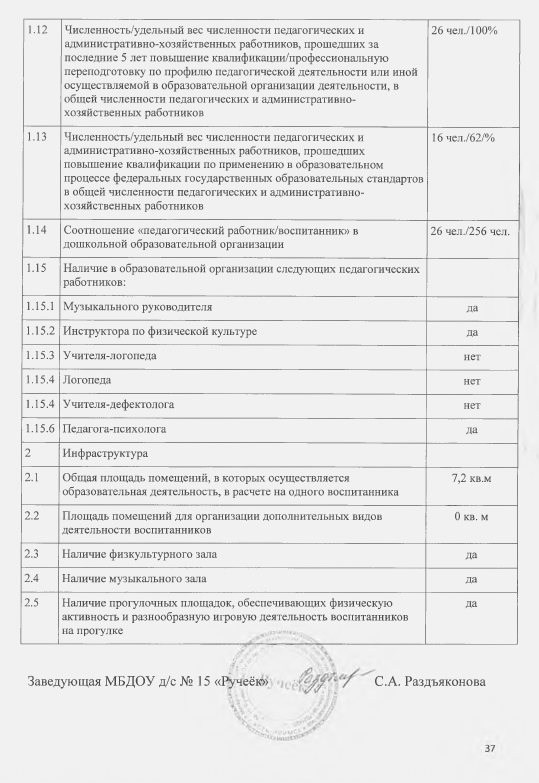 1.12 Численность/удельный вес численности педагогических и 26 чел./100%
административно-хозяйственных работников, прошедших за
последние 5 лет повышение квалификации/профессиональную
переподготовку по профилю педагогической деятельности или иной
осуществляемой в образовательной организации деятельности, в
общей численности педагогических и административно-
хозяйственных работников
1.13 Численность/удельный вес численности педагогических и 16 чел./62/%
административно-хозяйственных работников, прошедших
повышение квалификации по применению в образовательном
процессе федеральных государственных образовательных стандартов
в общей численности педагогических и административно-
хозяйственных работников
1.14 Соотношение «педагогический работник/воспитанник» в 26 чел./256 чел.
дошкольной образовательной организации
1.15 Наличие в образовательной организации следующих педагогических
работников:
1.15.1 Музыкального руководителя да
1.15.2 Инструктора по физической культуре да
1.15.3 Учителя-логопеда нет
1.15.4 Логопеда нет
1.15.4 Учителя-дефектолога нет
1.15.6 Педагога-психолога да
2 Инфраструктура
2.1 Общая площадь помещений, в которых осуществляется 7,2 кв.м
образовательная деятельность, в расчете на одного воспитанника
2.2 Площадь помещений для организации дополнительных видов 0 кв. м
деятельности воспитанников
2.3 Наличие физкультурного зала да
2.4 Наличие музыкального зала да
2.5 Наличие прогулочных площадок, обеспечивающих физическую да
активность и разнообразную игровую деятельность воспитанников
на прогулке
Заведующая МБДОУ д/с № 15 «Ручеёк» С.А. Раздъяконова
37